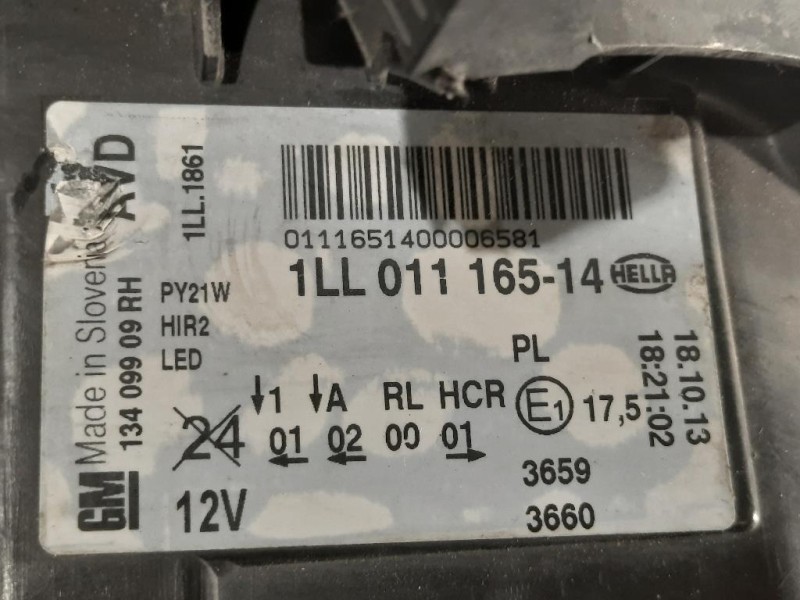 GM Made in Slovenia
134 099 09 RH
AVD
1LL.1861
0111651400006581
1LL 011 165-14 HELLA
PY21W
HIR2
LED
PL
↓1 ↓A RL HCR E1 17,5
24 01 02 00 01
12V
3659
3660
18.10.13
18:21:02